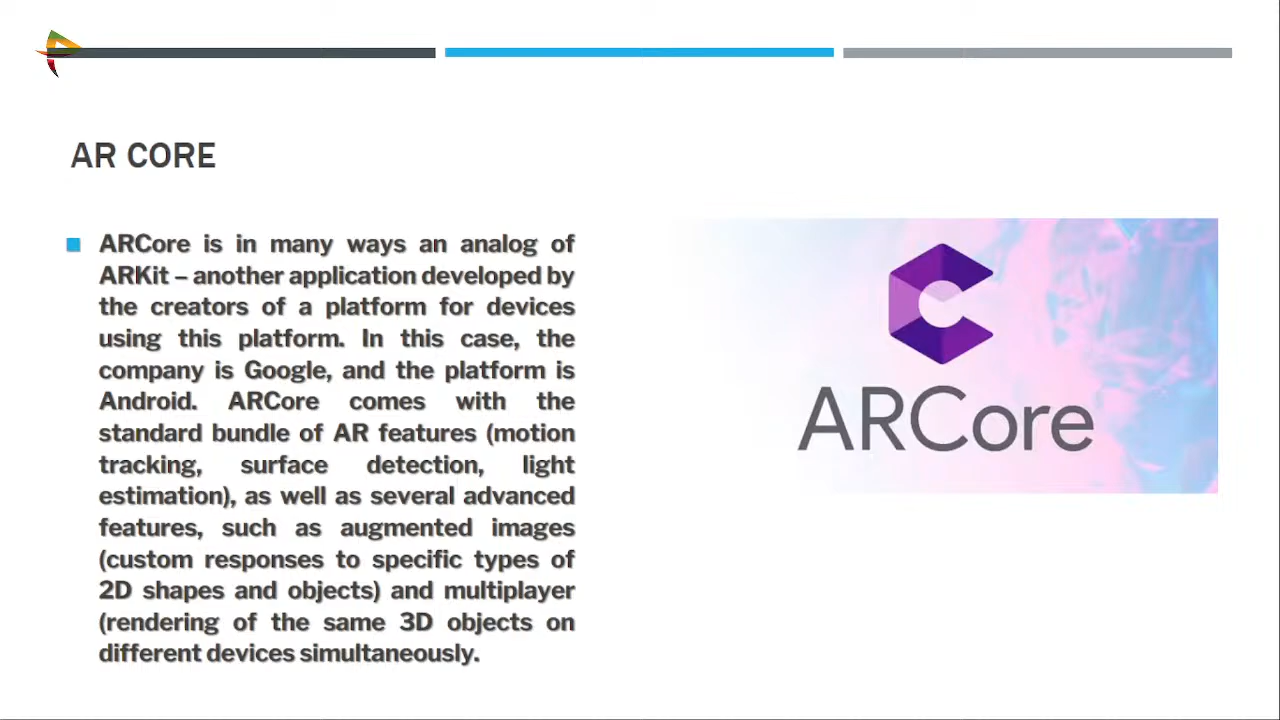 AR CORE
ARCore is in many ways an analog of
ARKit – another application developed by
the creators of a platform for devices
using this platform. In this case, the
company is Google, and the platform is
Android. ARCore comes with the
standard bundle of AR features (motion
tracking, surface detection, light
estimation), as well as several advanced
features, such as augmented images
(custom responses to specific types of
2D shapes and objects) and multiplayer
(rendering of the same 3D objects on
different devices simultaneously.
ARCore